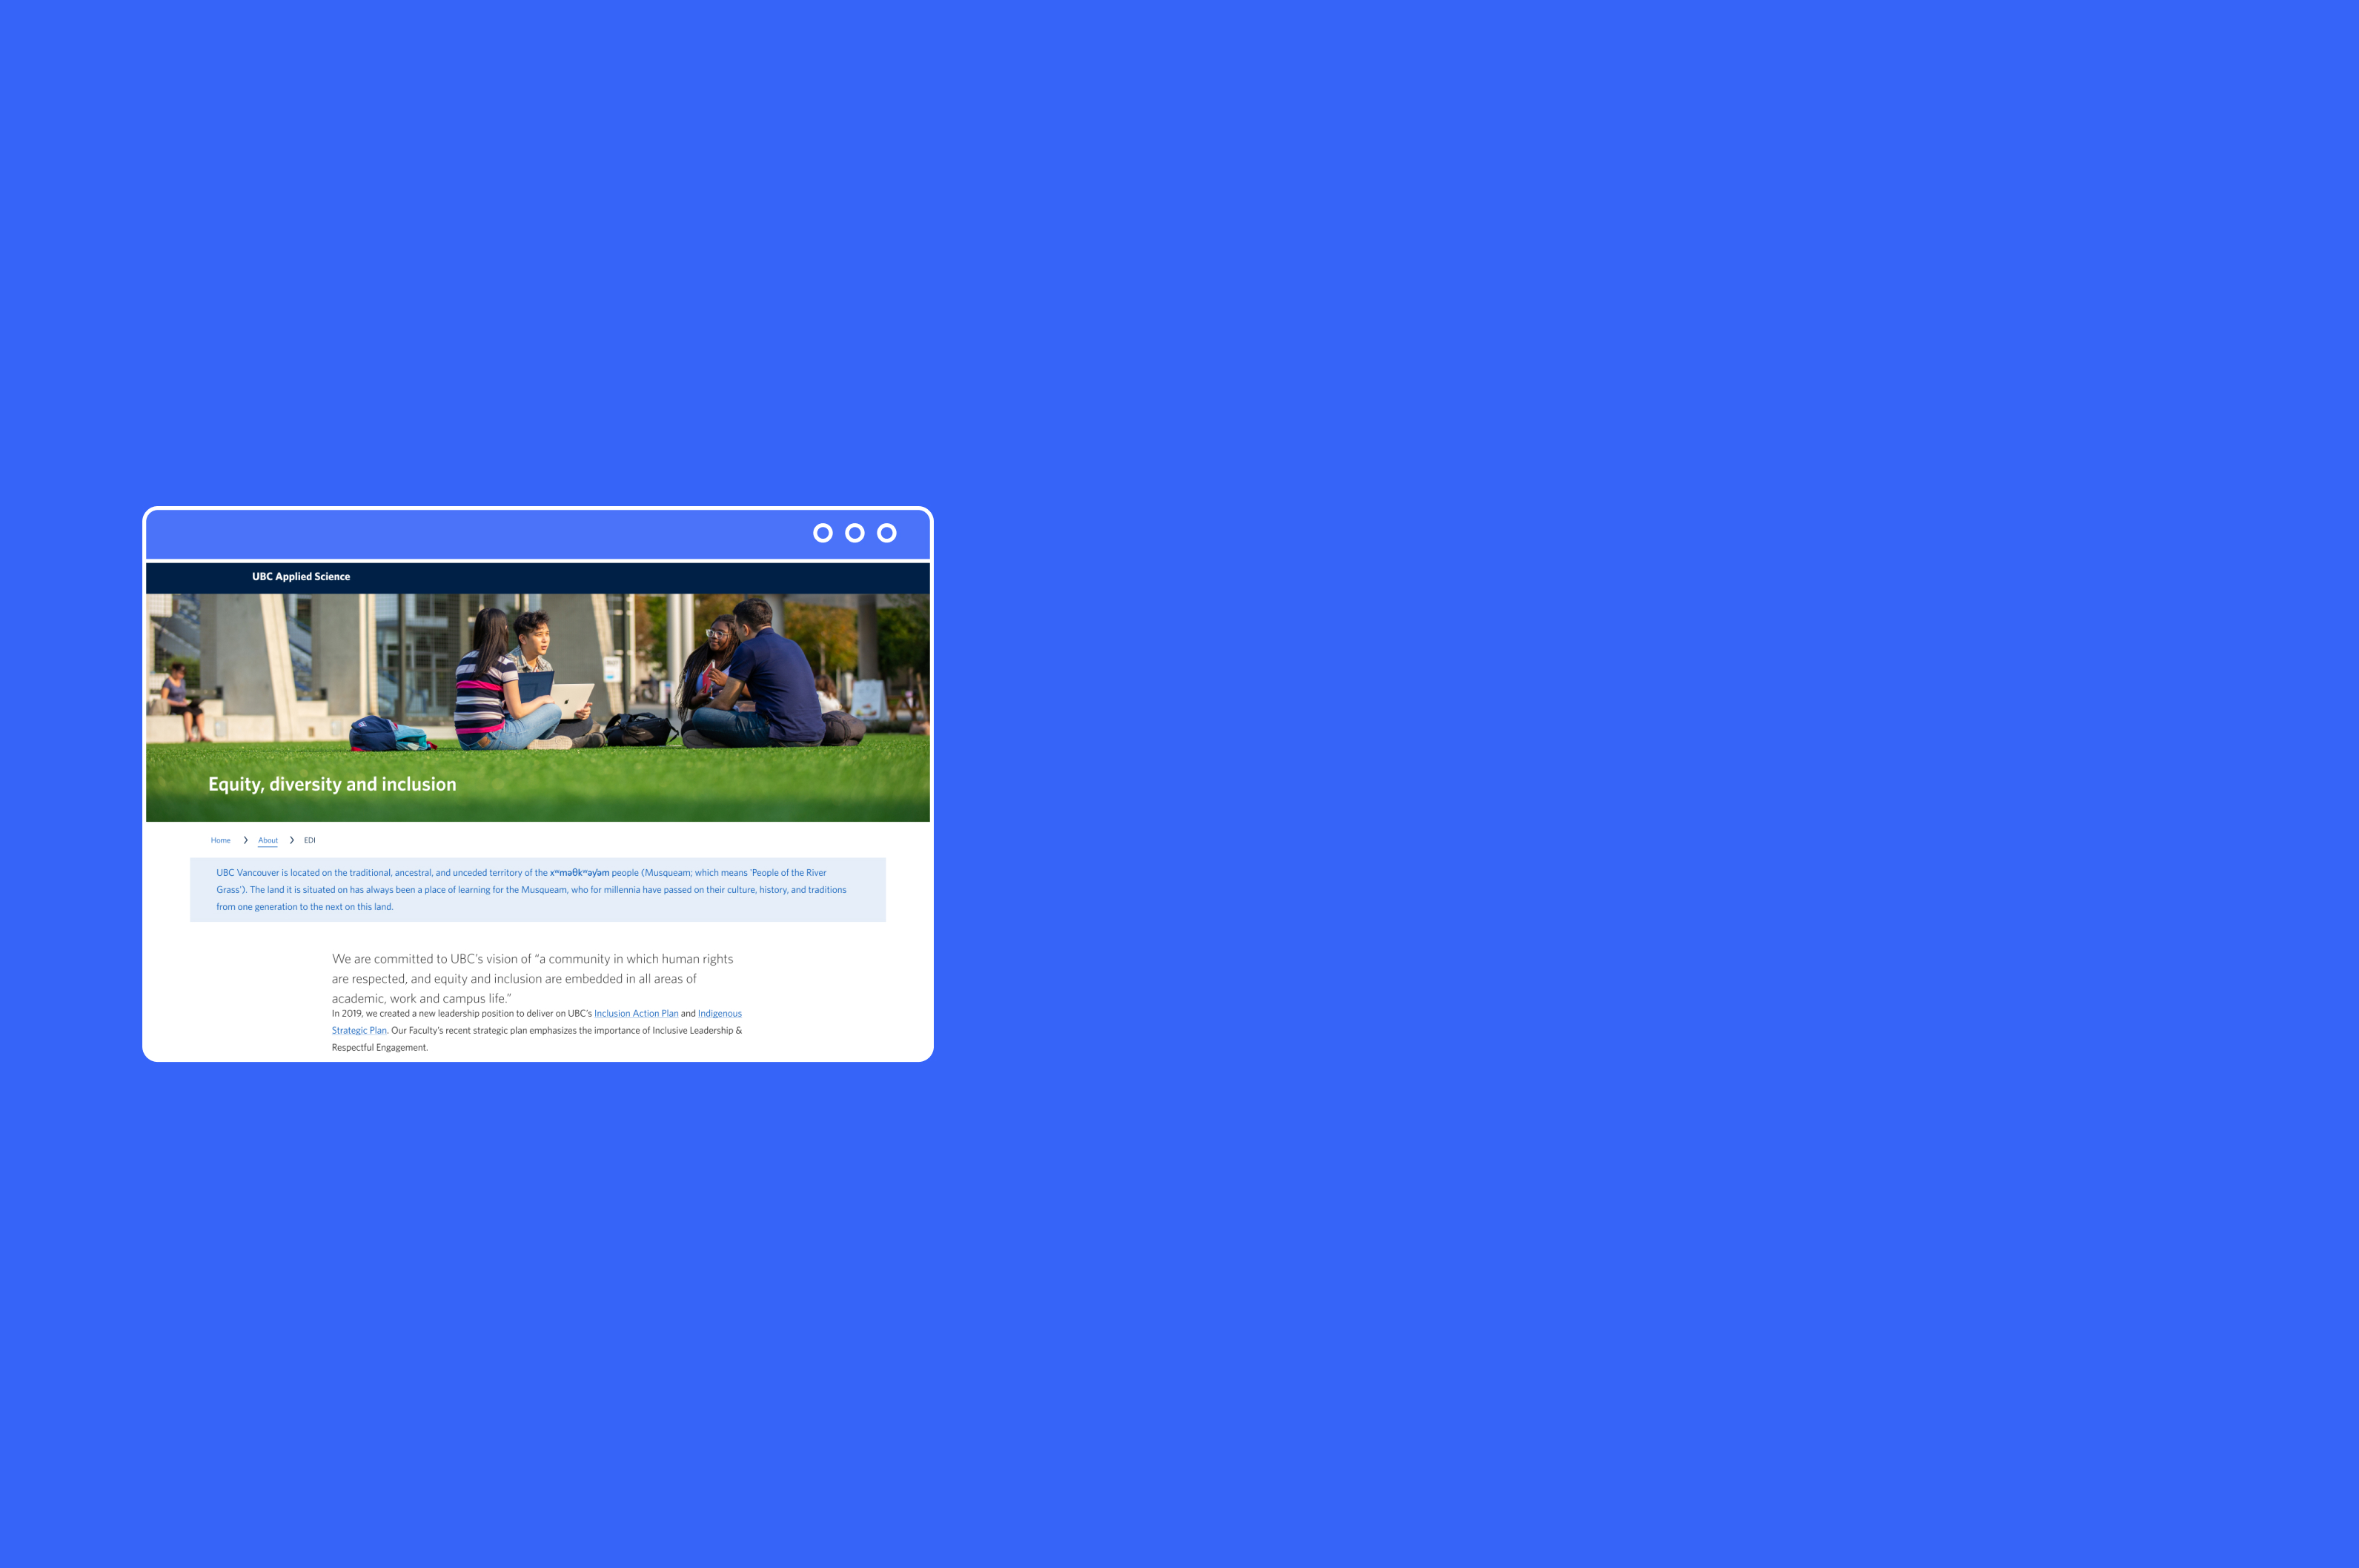 UBC Applied Science
Equity, diversity and inclusion
Home > About > EDI
UBC Vancouver is located on the traditional, ancestral, and unceded territory of the xʷməθkʷəy̓əm people (Musqueam; which means 'People of the River
Grass'). The land it is situated on has always been a place of learning for the Musqueam, who for millennia have passed on their culture, history, and traditions
from one generation to the next on this land.
We are committed to UBC's vision of “a community in which human rights
are respected, and equity and inclusion are embedded in all areas of
academic, work and campus life.”
In 2019, we created a new leadership position to deliver on UBC's Inclusion Action Plan and Indigenous
Strategic Plan. Our Faculty's recent strategic plan emphasizes the importance of Inclusive Leadership &
Respectful Engagement.